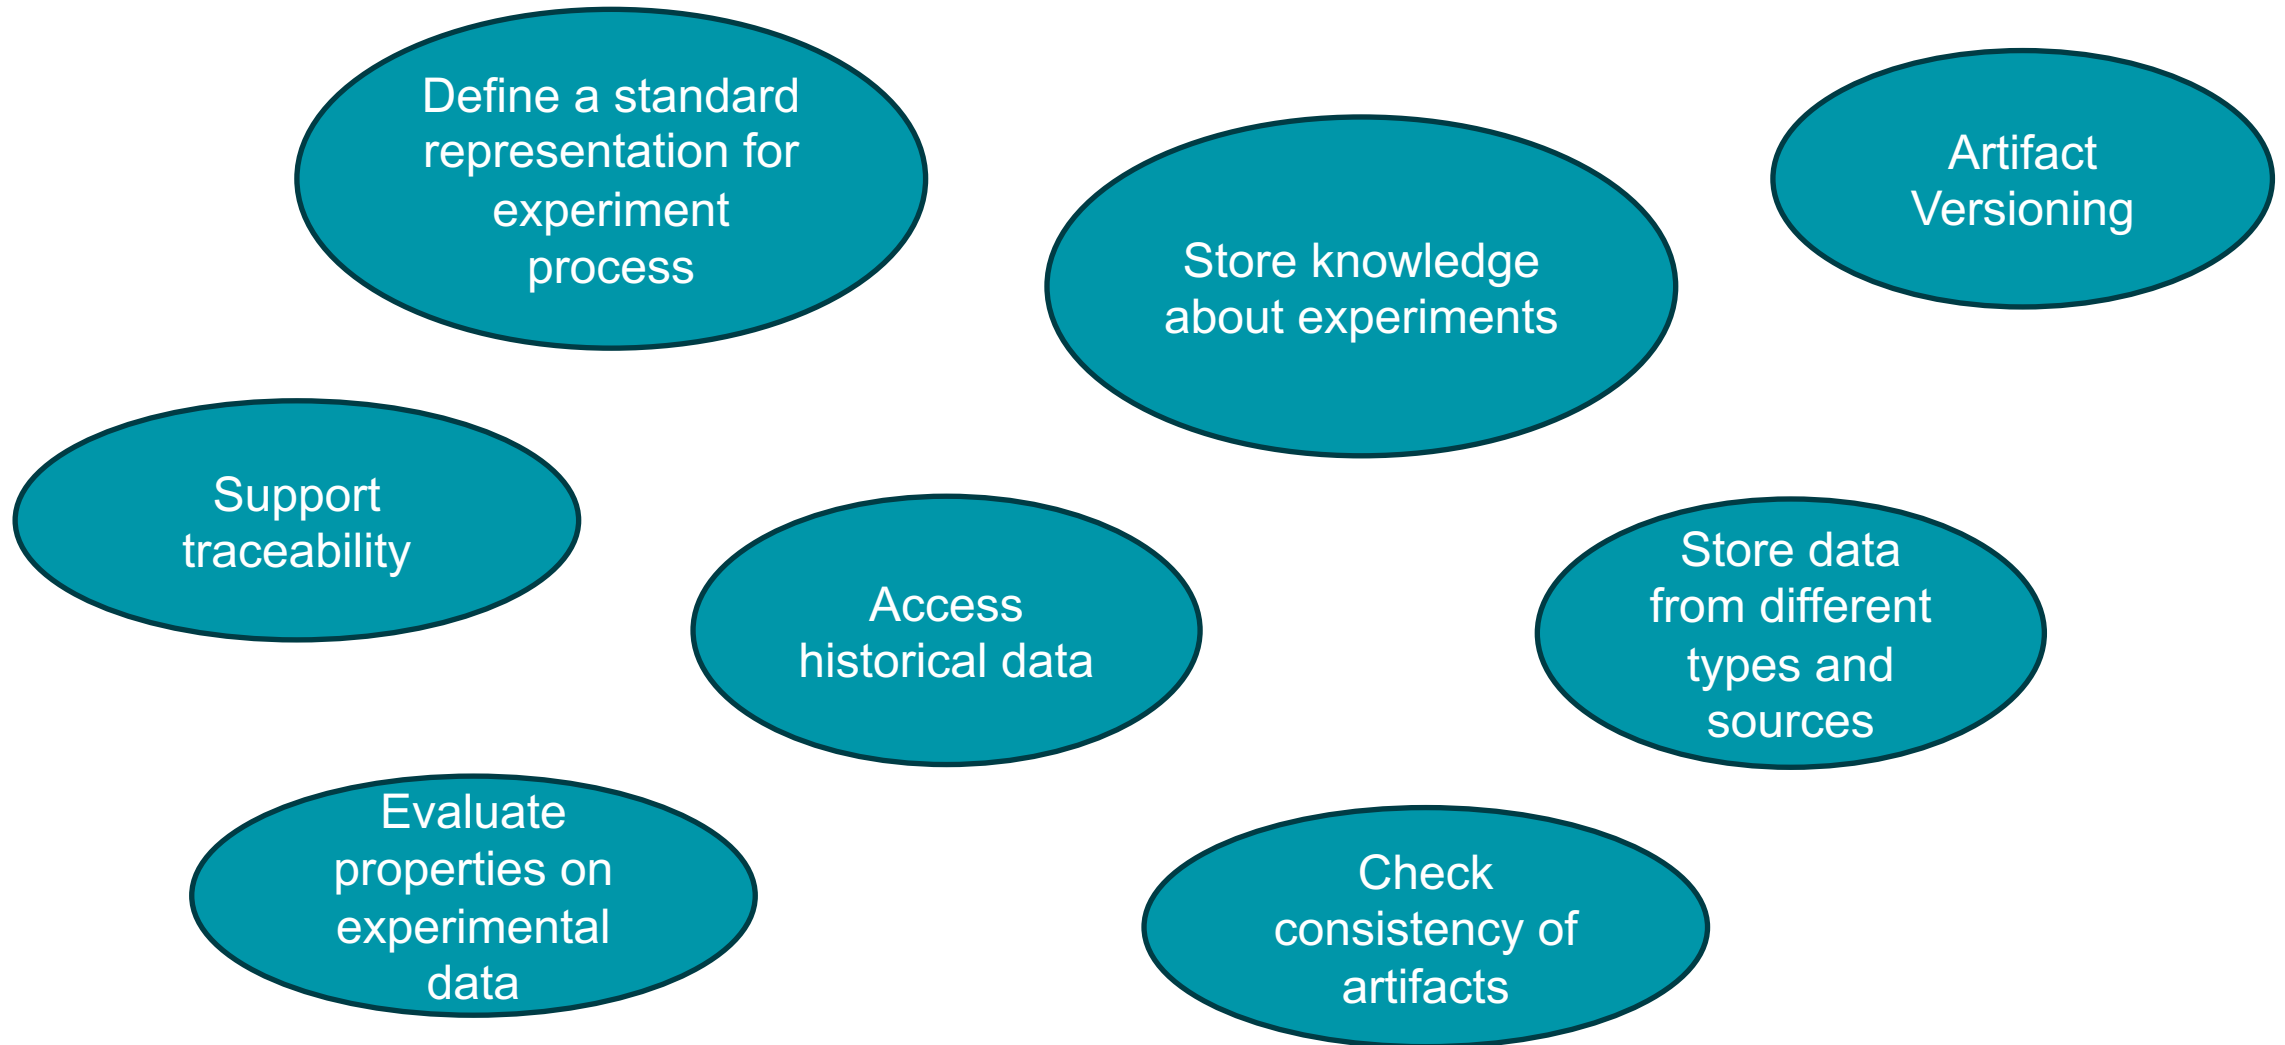 Define a standard
representation for
experiment
process
Store knowledge
about experiments
Artifact
Versioning
Support
traceability
Access
historical data
Store data
from different
types and
sources
Evaluate
properties on
experimental
data
Check
consistency of
artifacts